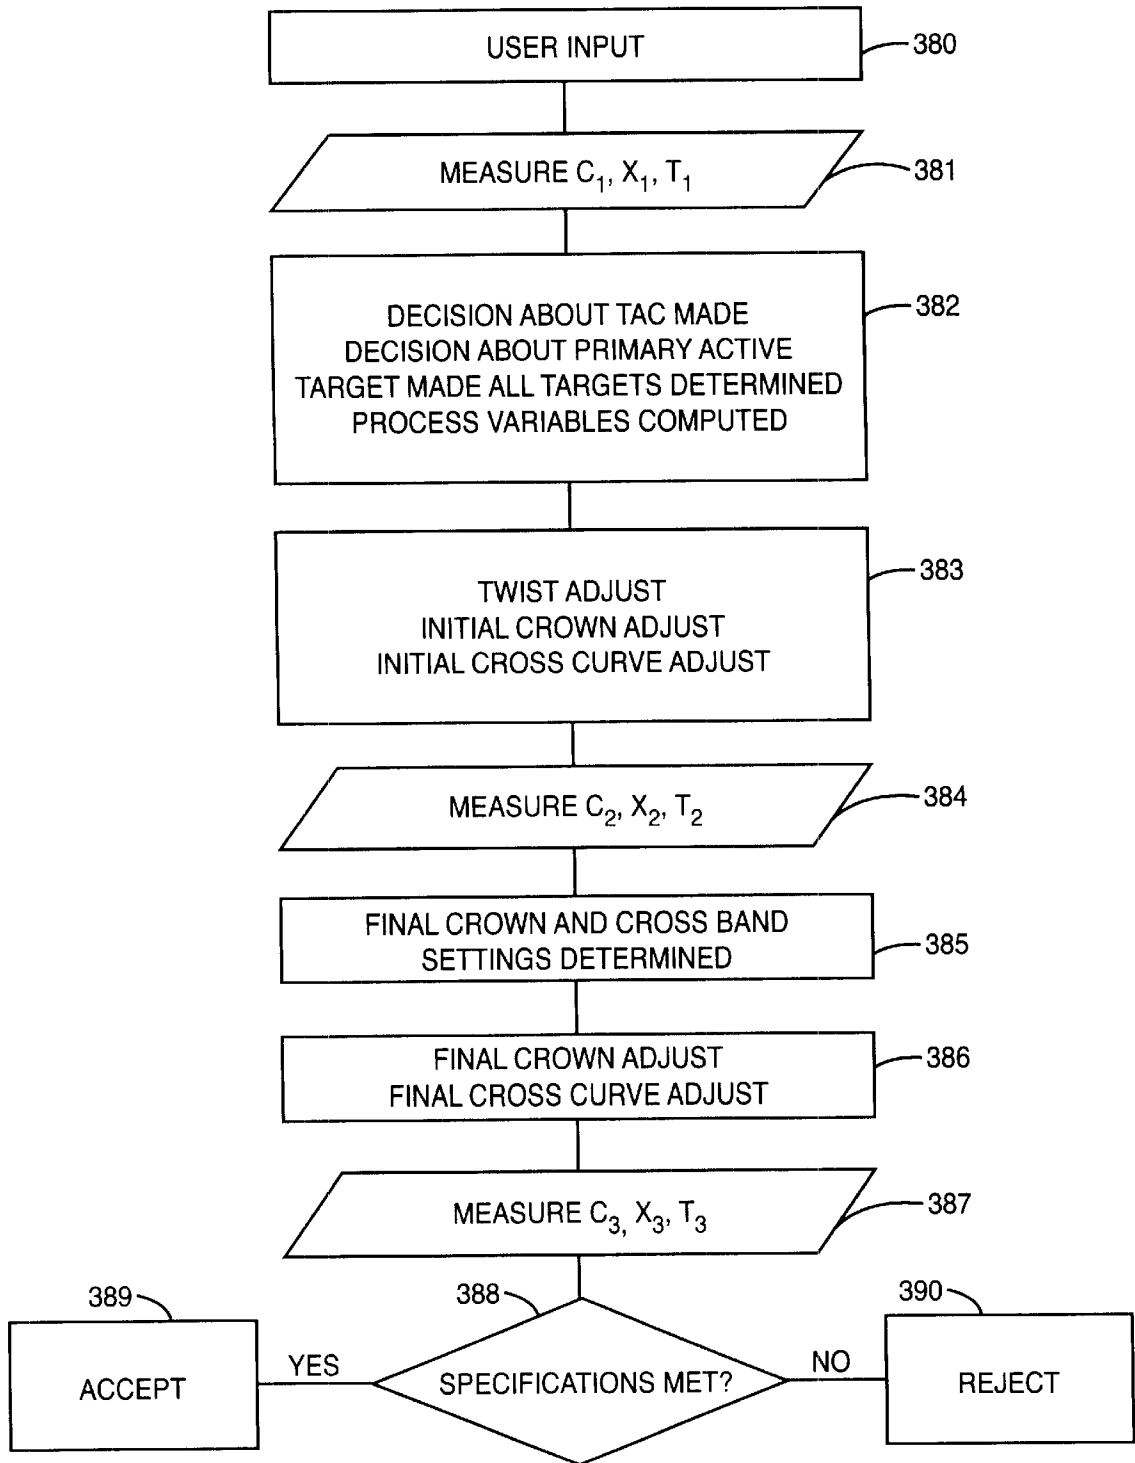 USER INPUT
380
MEASURE C₁, X₁, T₁
381
DECISION ABOUT TAC MADE
DECISION ABOUT PRIMARY ACTIVE
TARGET MADE ALL TARGETS DETERMINED
PROCESS VARIABLES COMPUTED
382
TWIST ADJUST
INITIAL CROWN ADJUST
INITIAL CROSS CURVE ADJUST
383
MEASURE C₂, X₂, T₂
384
FINAL CROWN AND CROSS BAND
SETTINGS DETERMINED
385
FINAL CROWN ADJUST
FINAL CROSS CURVE ADJUST
386
MEASURE C₃, X₃, T₃
387
389
388
390
ACCEPT
YES
SPECIFICATIONS MET?
NO
REJECT